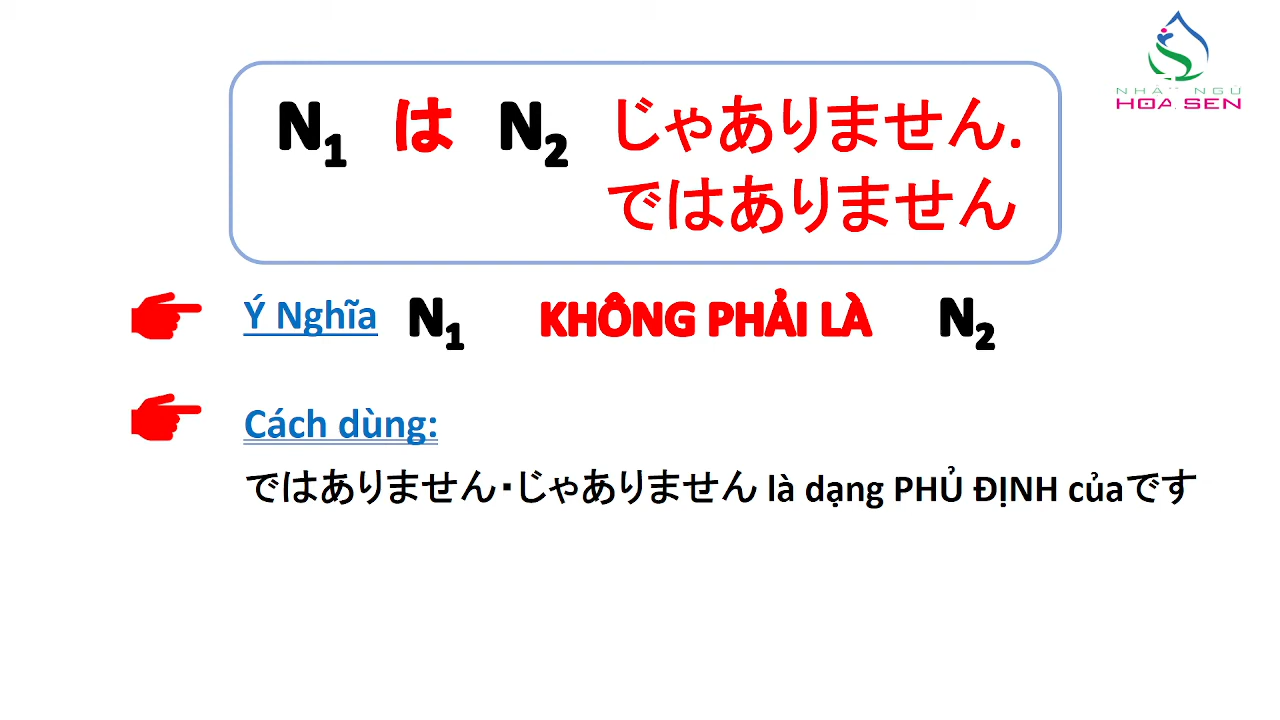 NHẬT NGỮ
HOA SEN
N1 は N2 じゃありません.
ではありません
Ý Nghĩa N1 KHÔNG PHẢI LÀ N2
Cách dùng:
ではありません・じゃありません là dạng PHỦ ĐỊNH củaです